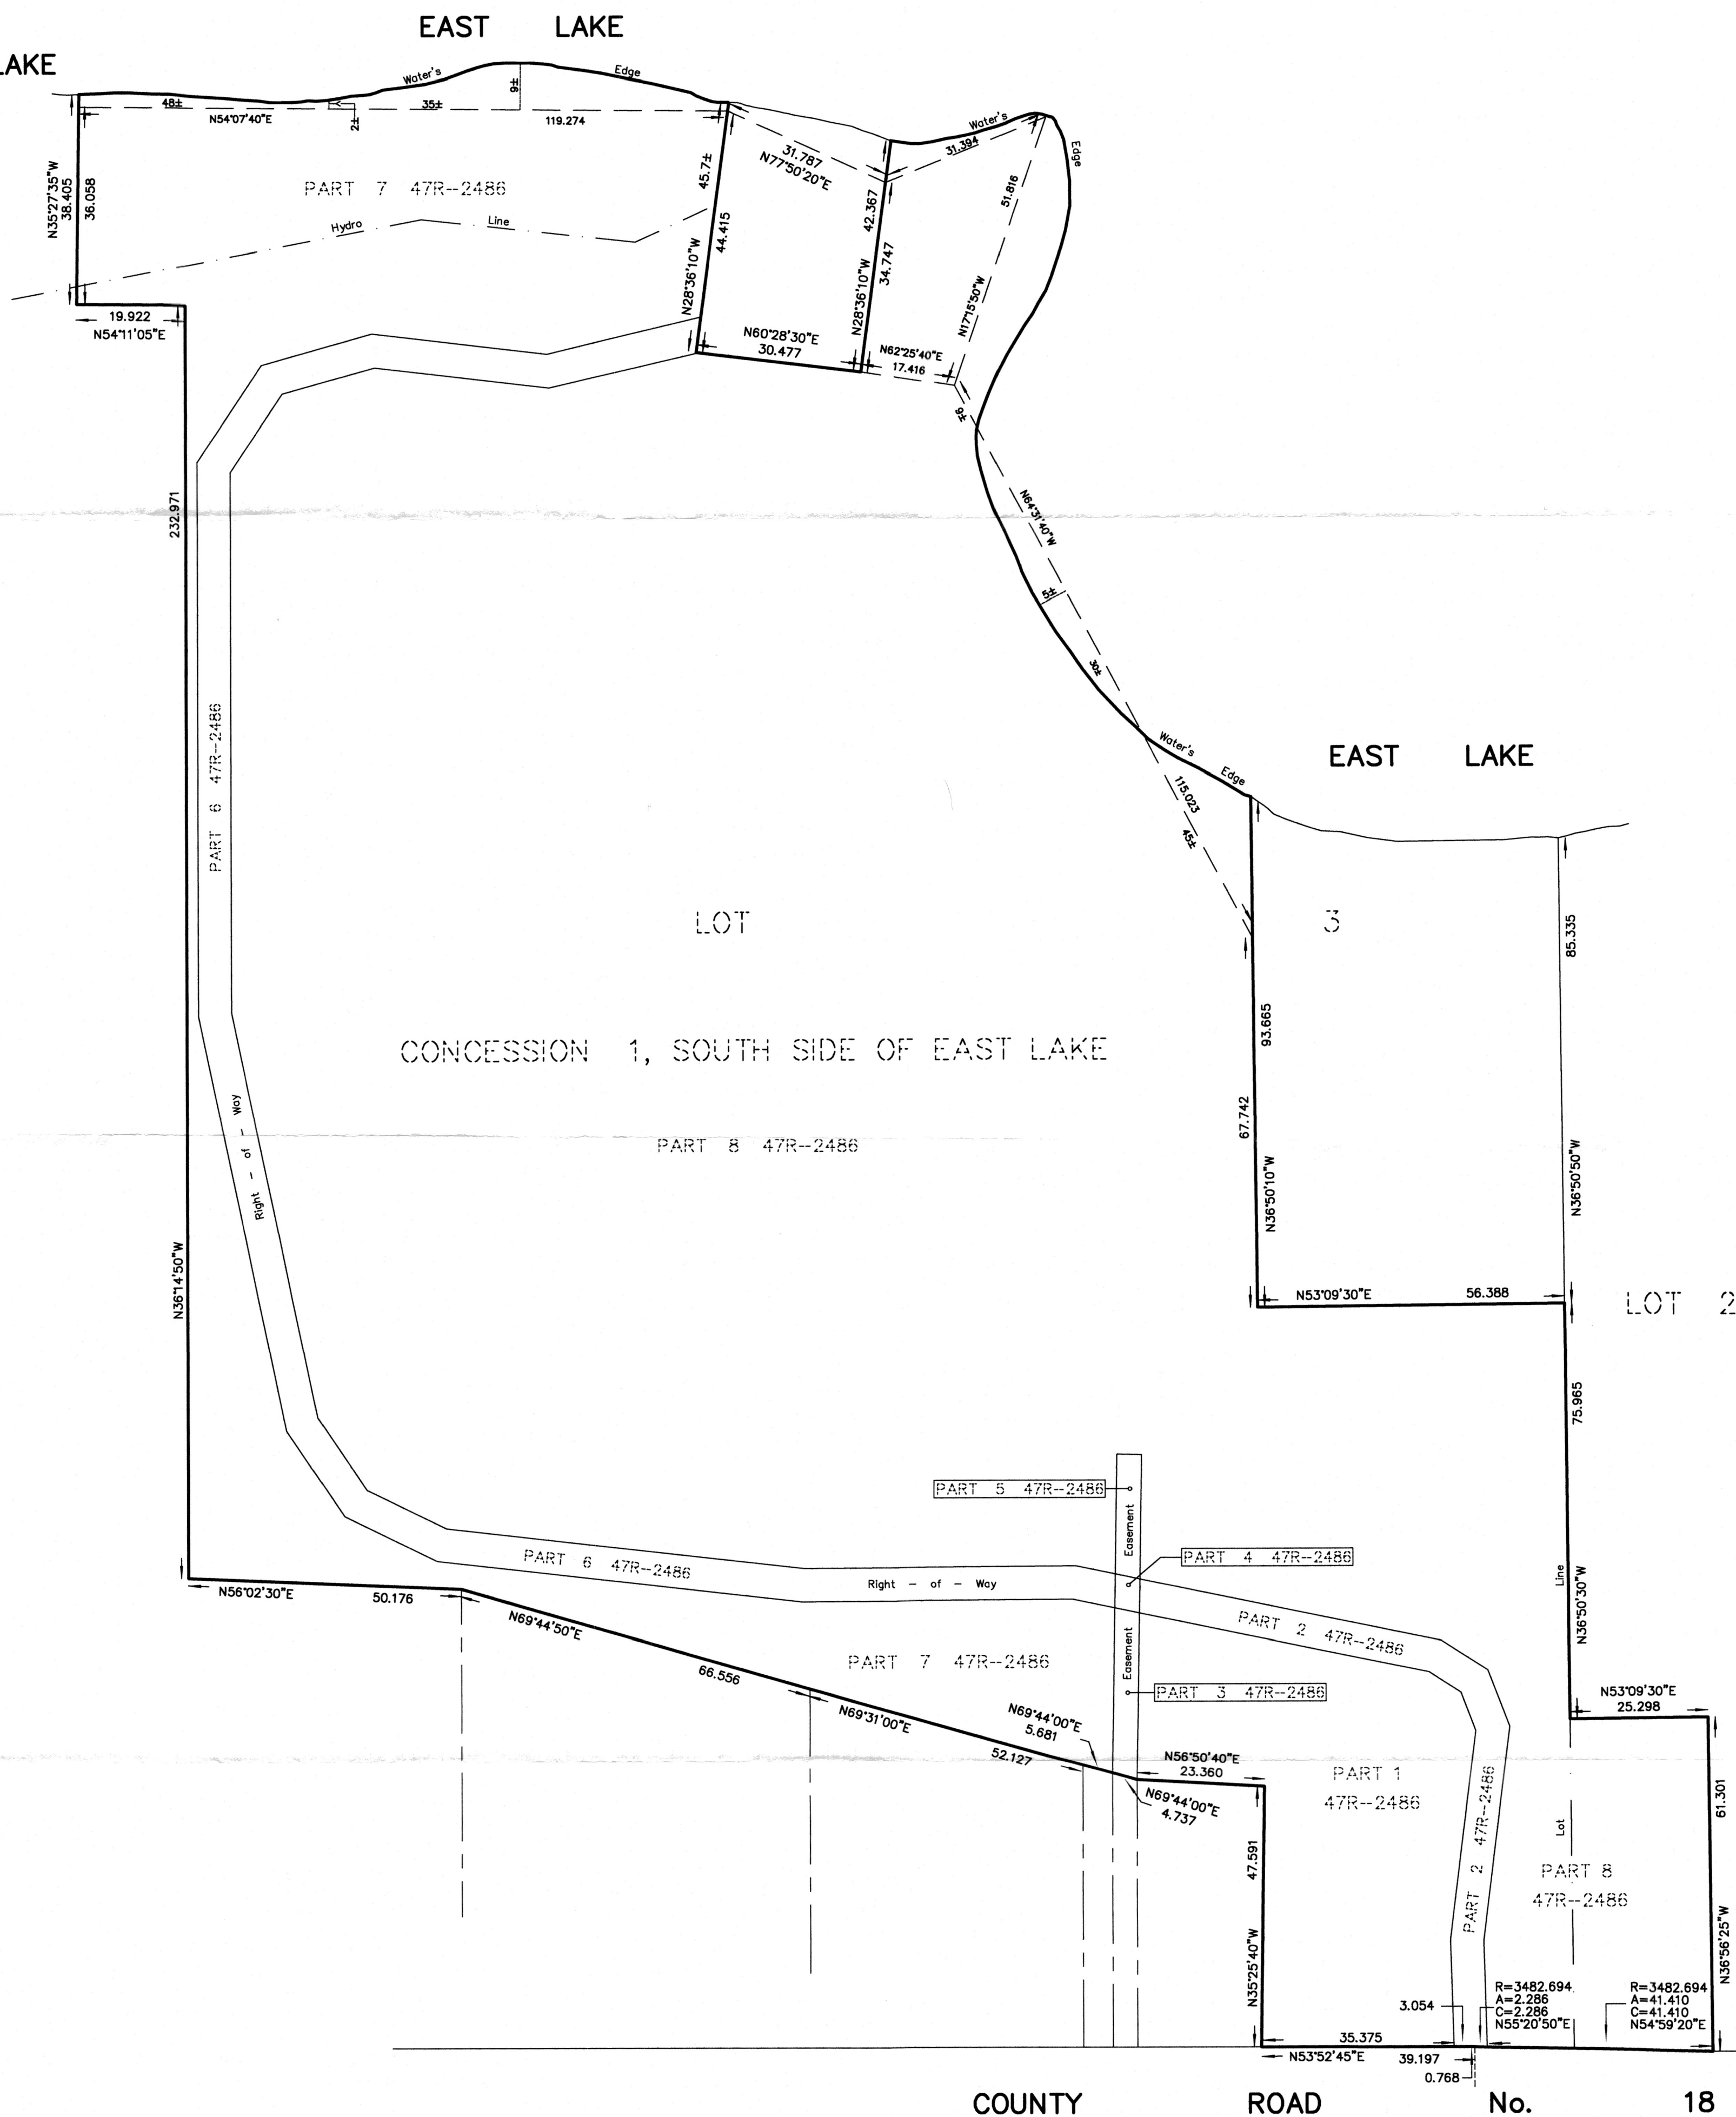 EAST LAKE
LAKE
Water's Edge
48±
35±
9±
2±
N54°07'40"E
119.274
N35°27'35"W
38.405
36.058
PART 7 47R-2486
Hydro Line
19.922
N54°11'05"E
45.7±
44.415
N28°36'10"W
31.787
N77°50'20"E
42.367
34.747
N28°36'10"W
N60°28'30"E
30.477
Water's Edge
31.394
51.816
N17°15'50"W
N62°25'40"E
17.416
N64°31'40"W
5±
30±
115.023
45±
Water's Edge
EAST LAKE
232.971
N36°14'50"W
PART 6 47R-2486
Right - of - Way
LOT 3
CONCESSION 1, SOUTH SIDE OF EAST LAKE
PART 8 47R-2486
93.665
67.742
N36°50'10"W
85.335
N36°50'50"W
N53°09'30"E
56.388
LOT 2
75.965
N36°50'30"W
Line
PART 5 47R-2486
Easement
PART 4 47R-2486
PART 6 47R-2486
Right - of - Way
PART 2 47R-2486
N56°02'30"E
50.176
N69°44'50"E
66.556
PART 7 47R-2486
Easement
PART 3 47R-2486
N69°31'00"E
52.127
N69°44'00"E
5.681
N69°44'00"E
4.737
N56°50'40"E
23.360
N53°09'30"E
25.298
PART 1
47R-2486
PART 2 47R-2486
Lot
PART 8
47R-2486
61.301
N36°56'25"W
47.591
N35°25'40"W
3.054
R=3482.694
A=2.286
C=2.286
N55°20'50"E
R=3482.694
A=41.410
C=41.410
N54°59'20"E
35.375
N53°52'45"E
39.197
0.768
COUNTY ROAD No. 18